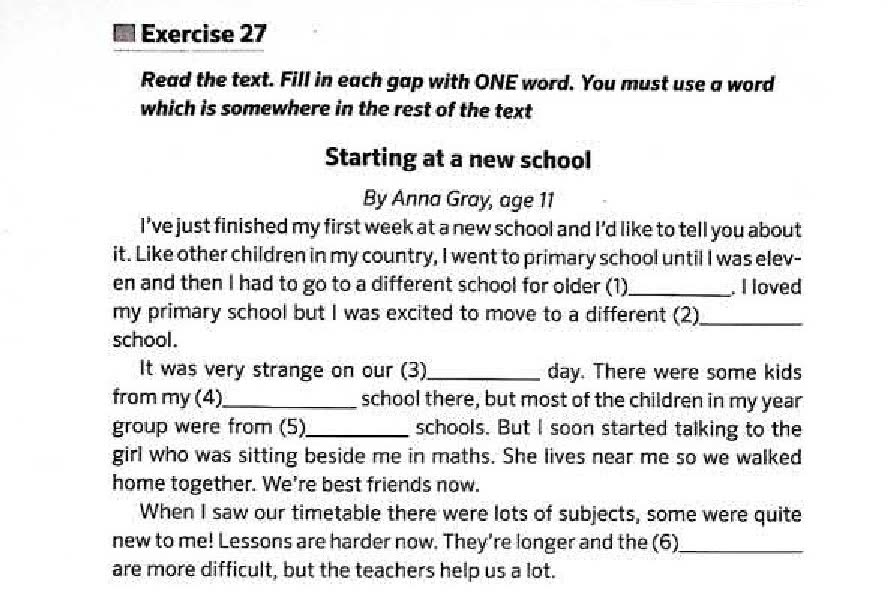 Exercise 27
Read the text. Fill in each gap with ONE word. You must use a word
which is somewhere in the rest of the text
Starting at a new school
By Anna Gray, age 11
I've just finished my first week at a new school and I'd like to tell you about
it. Like other children in my country, I went to primary school until I was elev-
en and then I had to go to a different school for older (1)__________. I loved
my primary school but I was excited to move to a different (2)__________
school.
It was very strange on our (3)__________ day. There were some kids
from my (4)__________ school there, but most of the children in my year
group were from (5)__________ schools. But I soon started talking to the
girl who was sitting beside me in maths. She lives near me so we walked
home together. We're best friends now.
When I saw our timetable there were lots of subjects, some were quite
new to me! Lessons are harder now. They're longer and the (6)__________
are more difficult, but the teachers help us a lot.